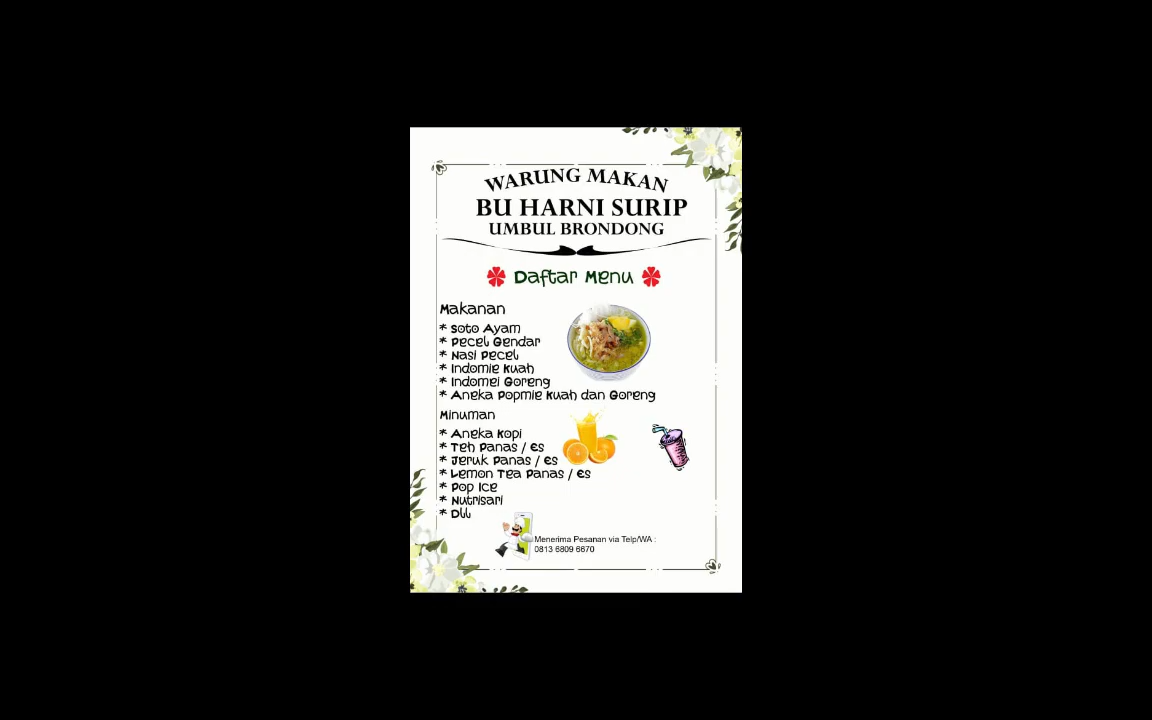 WARUNG MAKAN
BU HARNI SURIP
UMBUL BRONDONG
Daftar Menu
Makanan
* Soto Ayam
* Pecel Gendar
* Nasi Pecel
* Indomie Kuah
* Indomei Goreng
* Aneka Popmie Kuah dan Goreng
Minuman
* Aneka Kopi
* Teh Panas / Es
* Jeruk Panas / Es
* Lemon Tea Panas / Es
* Pop Ice
* Nutrisari
* Dll
Menerima Pesanan via Telp/WA :
0813 6809 6670